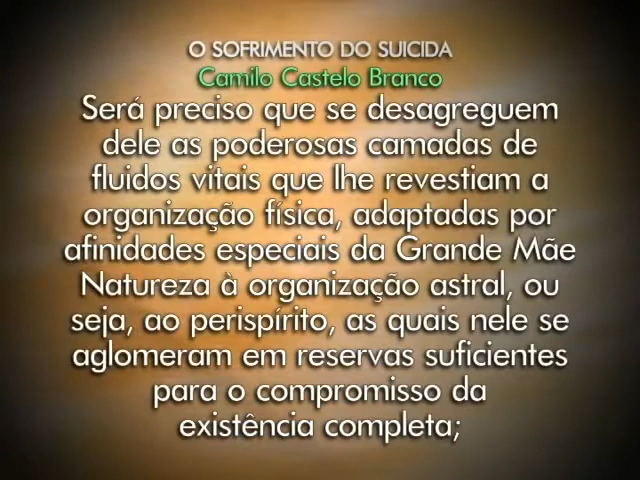 O SOFRIMENTO DO SUICIDA
Camilo Castelo Branco
Será preciso que se desagreguem
dele as poderosas camadas de
fluidos vitais que lhe revestiam a
organização física, adaptadas por
afinidades especiais da Grande Mãe
Natureza à organização astral, ou
seja, ao perispírito, as quais nele se
aglomeram em reservas suficientes
para o compromisso da
existência completa;